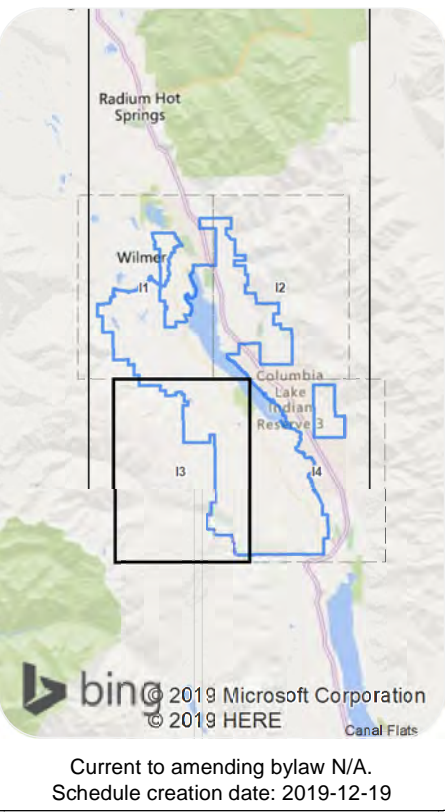 Radium Hot
Springs
Wilmer
I1
I2
Columbia
Lake
Indian
Reserve 3
I3
I4
bing
© 2019 Microsoft Corporation
© 2019 HERE
Canal Flats
Current to amending bylaw N/A.
Schedule creation date: 2019-12-19